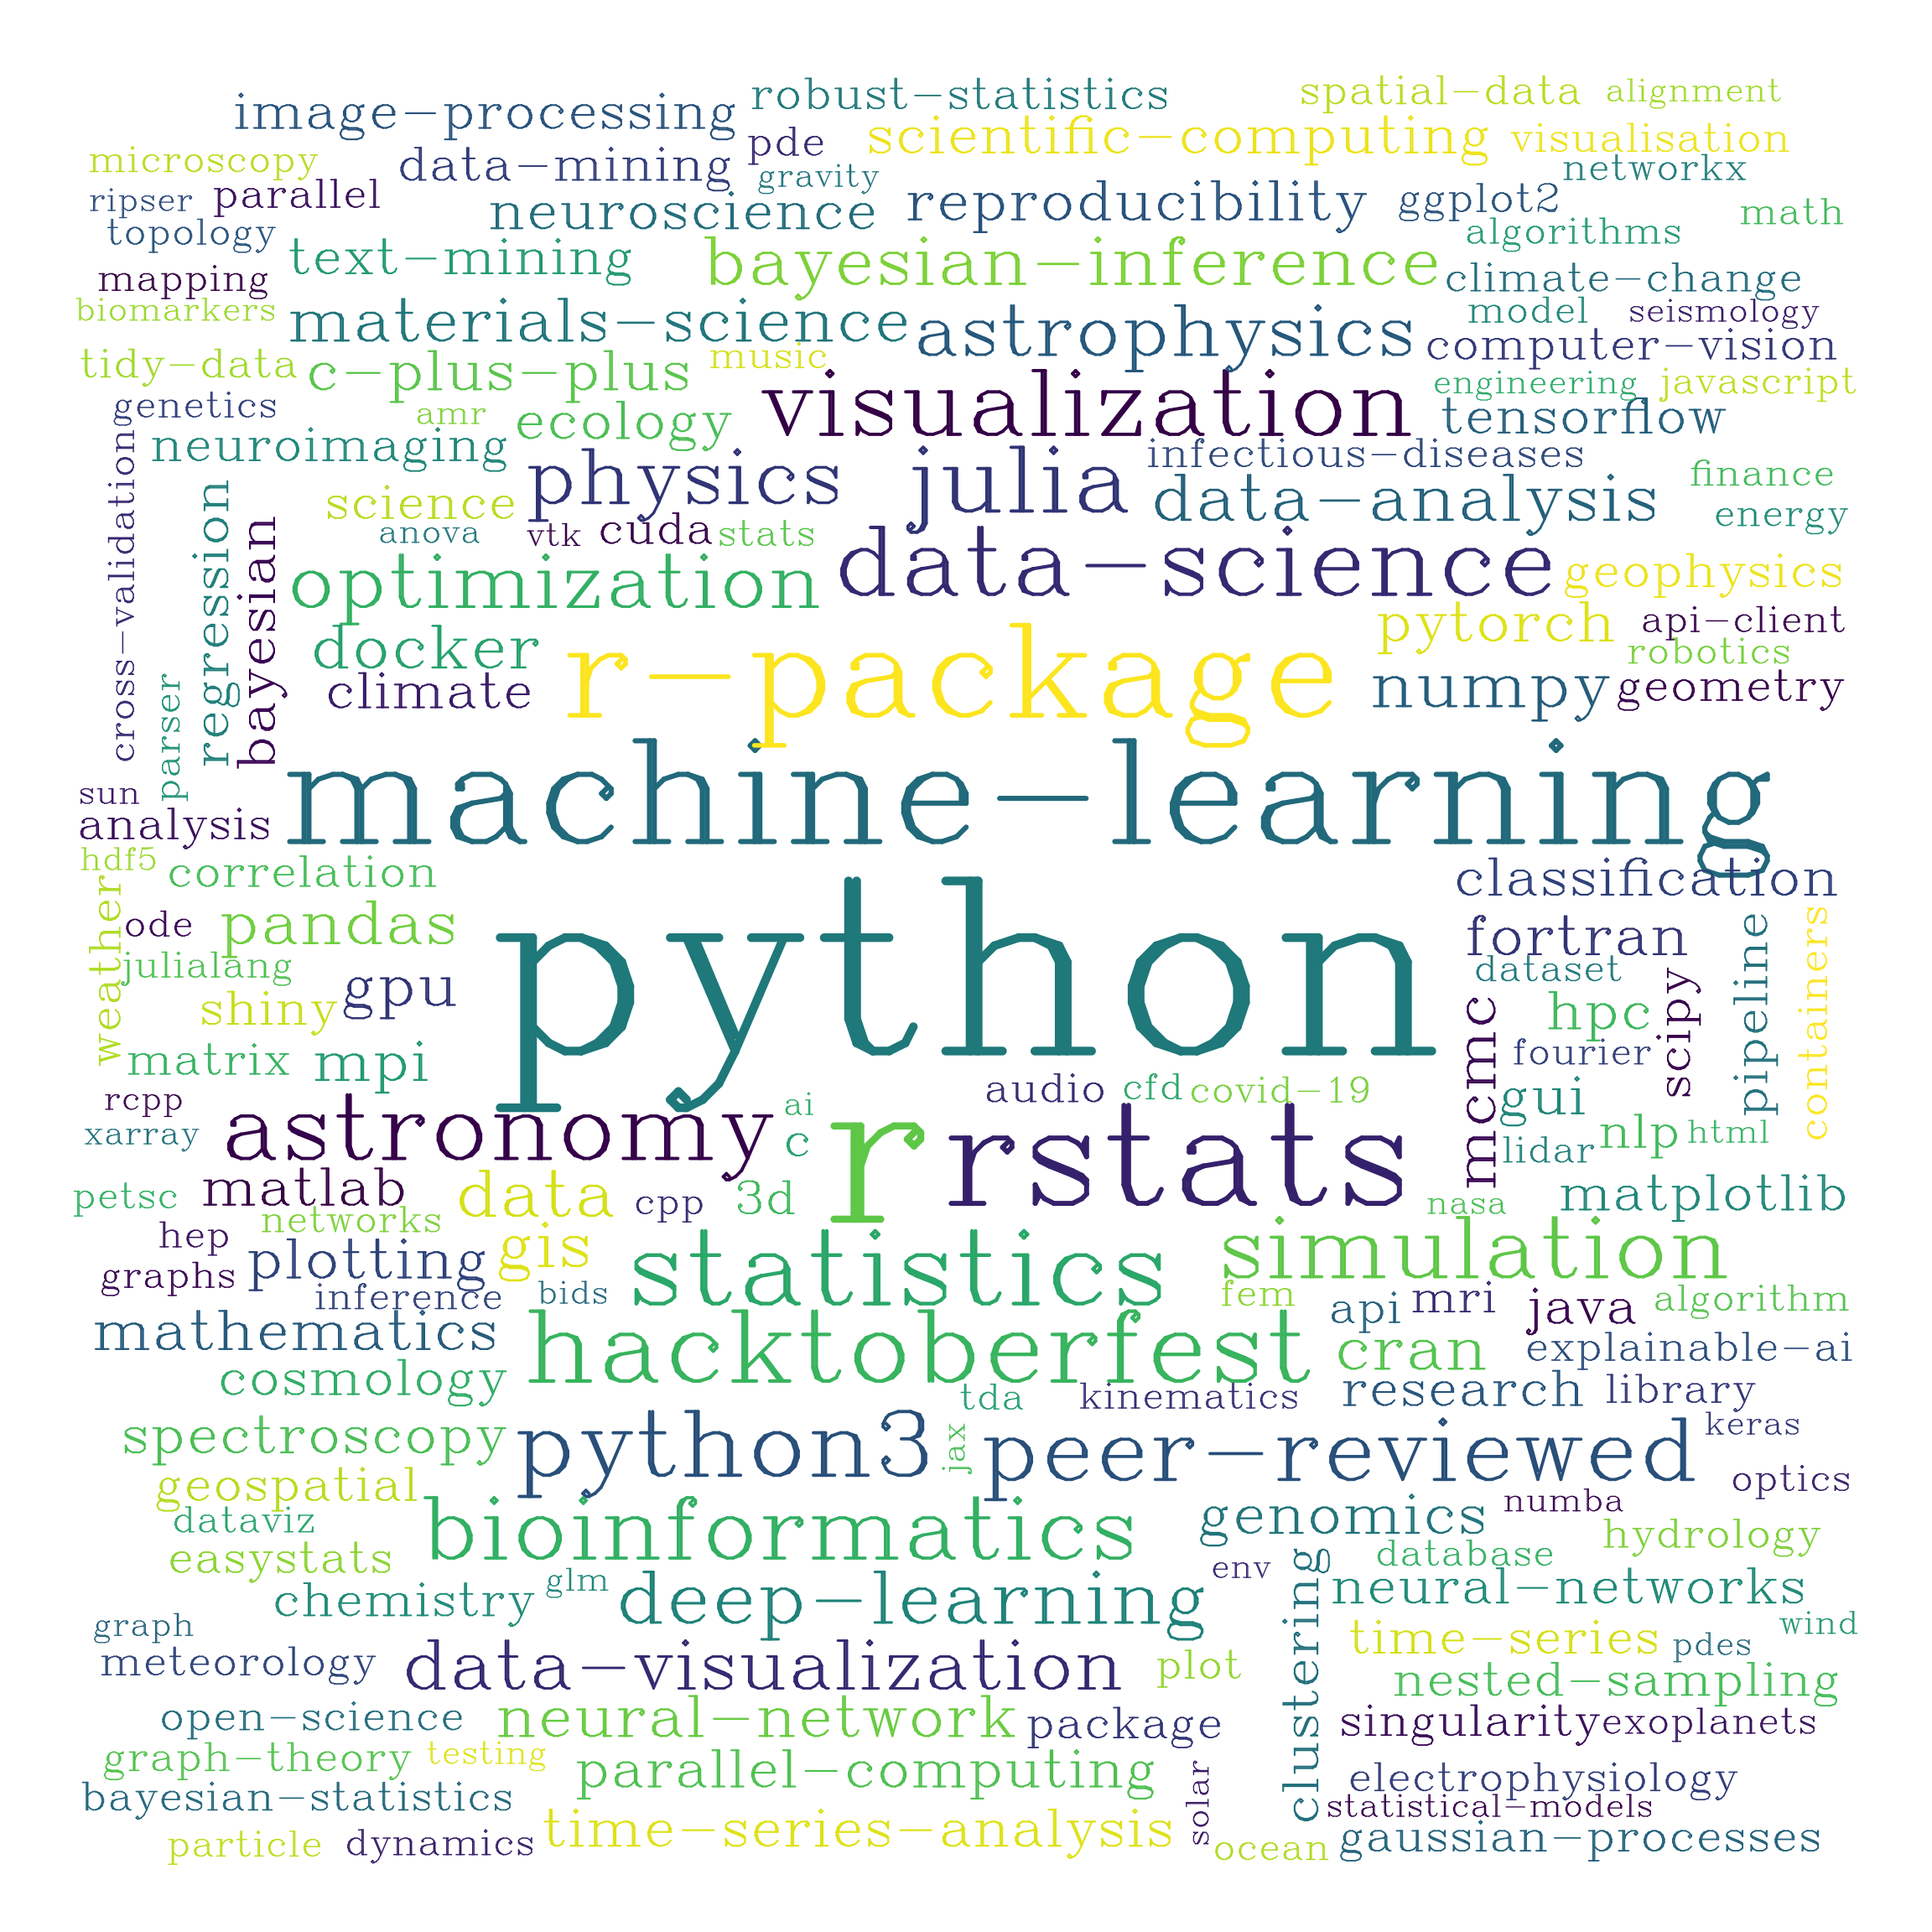 robust-statistics
spatial-data
alignment
image-processing
scientific-computing
visualisation
pde
microscopy
data-mining
gravity
networkx
ripser
parallel
neuroscience
reproducibility
ggplot2
math
topology
text-mining
bayesian-inference
algorithms
mapping
climate-change
biomarkers
materials-science
astrophysics
model
seismology
tidy-data
c-plus-plus
music
computer-vision
visualization
engineering
javascript
genetics
amr
ecology
tensorflow
cross-validation
neuroimaging
physics
julia
infectious-diseases
finance
regression
science
data-analysis
energy
bayesian
anova
vtk
cuda
stats
data-science
optimization
geophysics
docker
r-package
pytorch
api-client
robotics
parser
climate
numpy
geometry
machine-learning
sun
analysis
hdf5
correlation
classification
weather
ode
pandas
python
fortran
pipeline
containers
julialang
gpu
dataset
scipy
shiny
hpc
mcmc
matrix
mpi
fourier
audio
cfd
covid-19
gui
rcpp
astronomy
ai
r
rstats
xarray
c
nlp
html
lidar
petsc
matlab
data
cpp
3d
nasa
matplotlib
networks
hep
plotting
gis
statistics
simulation
graphs
inference
bids
fem
api
mri
java
algorithm
mathematics
hacktoberfest
cran
explainable-ai
cosmology
tda
kinematics
research
library
spectroscopy
python3
jax
peer-reviewed
keras
geospatial
optics
dataviz
bioinformatics
genomics
numba
hydrology
easystats
env
clustering
database
chemistry
glm
deep-learning
neural-networks
graph
wind
meteorology
data-visualization
plot
time-series
pdes
nested-sampling
open-science
neural-network
package
singularity
exoplanets
graph-theory
testing
parallel-computing
solar
electrophysiology
bayesian-statistics
statistical-models
particle
dynamics
time-series-analysis
ocean
gaussian-processes